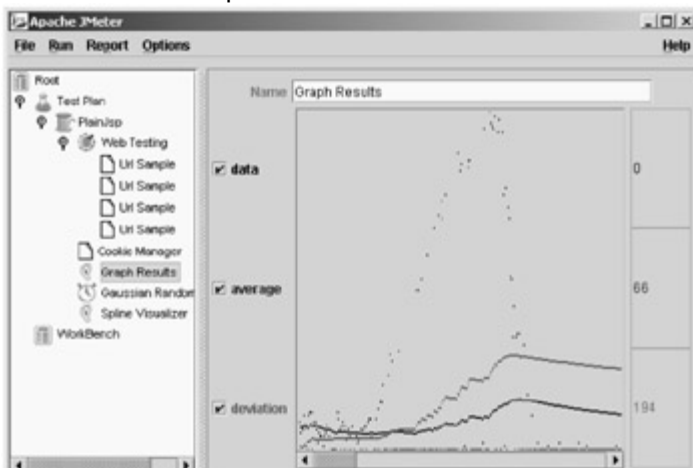 Apache JMeter
File Run Report Options Help
Root
Test Plan
PlainJsp
Web Testing
Url Sample
Url Sample
Url Sample
Url Sample
Cookie Manager
Graph Results
Gaussian Random
Spline Visualizer
WorkBench
Name Graph Results
data
0
average
66
deviation
194